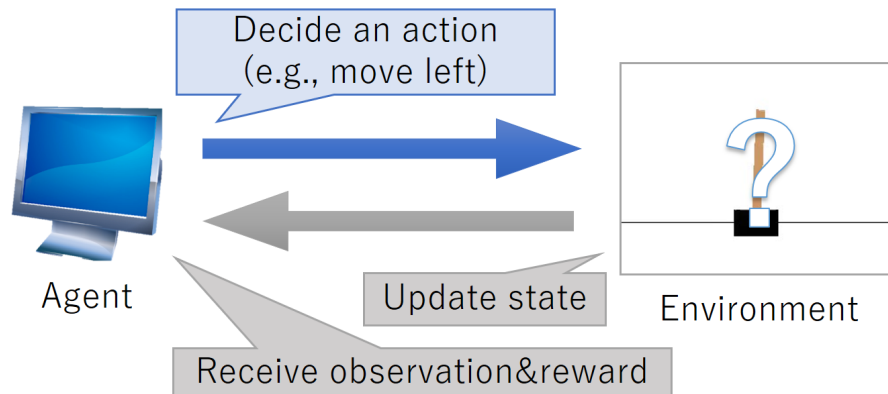 Decide an action
(e.g., move left)
?
Agent
Update state
Environment
Receive observation&reward